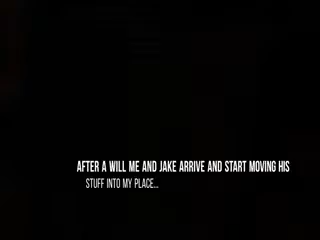 AFTER A WILL ME AND JAKE ARRIVE AND START MOVING HIS
STUFF INTO MY PLACE...